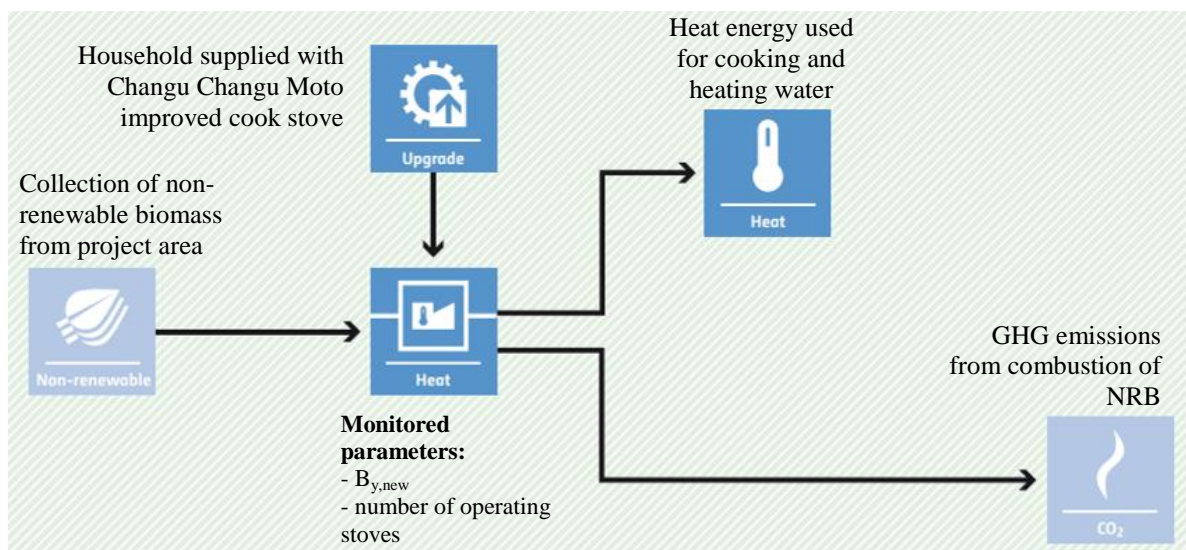 Household supplied with
Changu Changu Moto
improved cook stove
Upgrade
Heat energy used
for cooking and
heating water
Heat
Collection of non-
renewable biomass
from project area
Non-renewable
Heat
Monitored
parameters:
- By,new
- number of operating
stoves
GHG emissions
from combustion of
NRB
CO₂